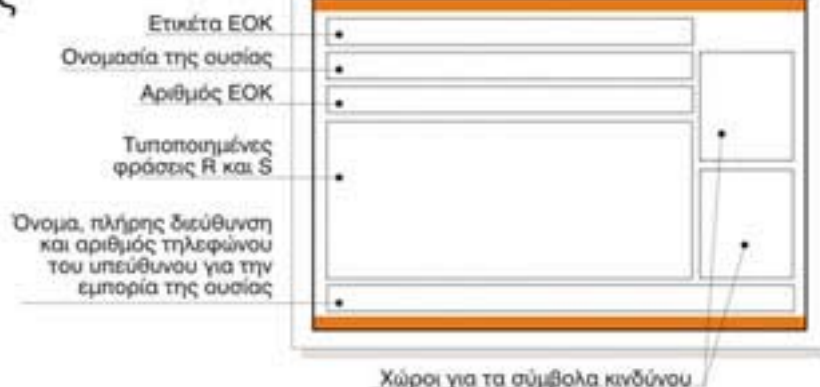 ς
Ετικέτα ΕΟΚ
Ονομασία της ουσίας
Αριθμός ΕΟΚ
Τυποποιημένες
φράσεις R και S
Όνομα, πλήρης διεύθυνση
και αριθμός τηλεφώνου
του υπεύθυνου για την
εμπορία της ουσίας
Χώροι για τα σύμβολα κινδύνου